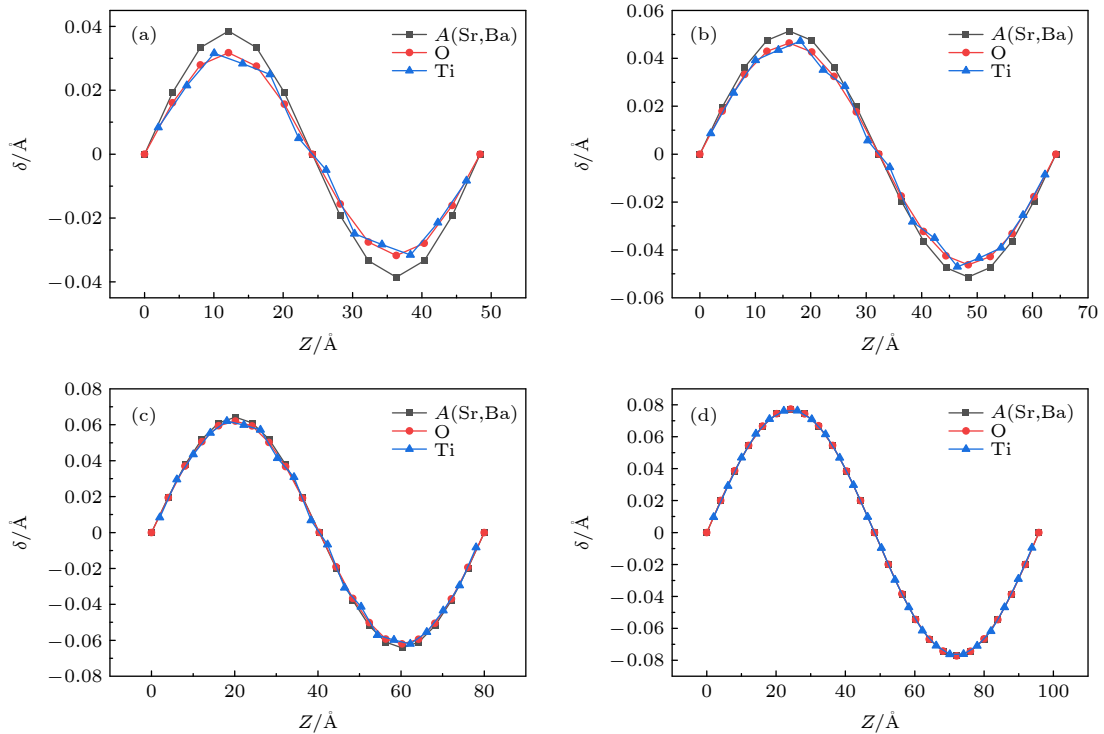 (a)
A(Sr,Ba)
O
Ti
0.04
0.02
0
−0.02
−0.04
δ/Å
0 10 20 30 40 50
Z/Å
(b)
A(Sr,Ba)
O
Ti
0.06
0.04
0.02
0
−0.02
−0.04
−0.06
δ/Å
0 10 20 30 40 50 60 70
Z/Å
(c)
A(Sr,Ba)
O
Ti
0.08
0.06
0.04
0.02
0
−0.02
−0.04
−0.06
−0.08
δ/Å
0 20 40 60 80
Z/Å
(d)
A(Sr,Ba)
O
Ti
0.08
0.06
0.04
0.02
0
−0.02
−0.04
−0.06
−0.08
δ/Å
0 20 40 60 80 100
Z/Å